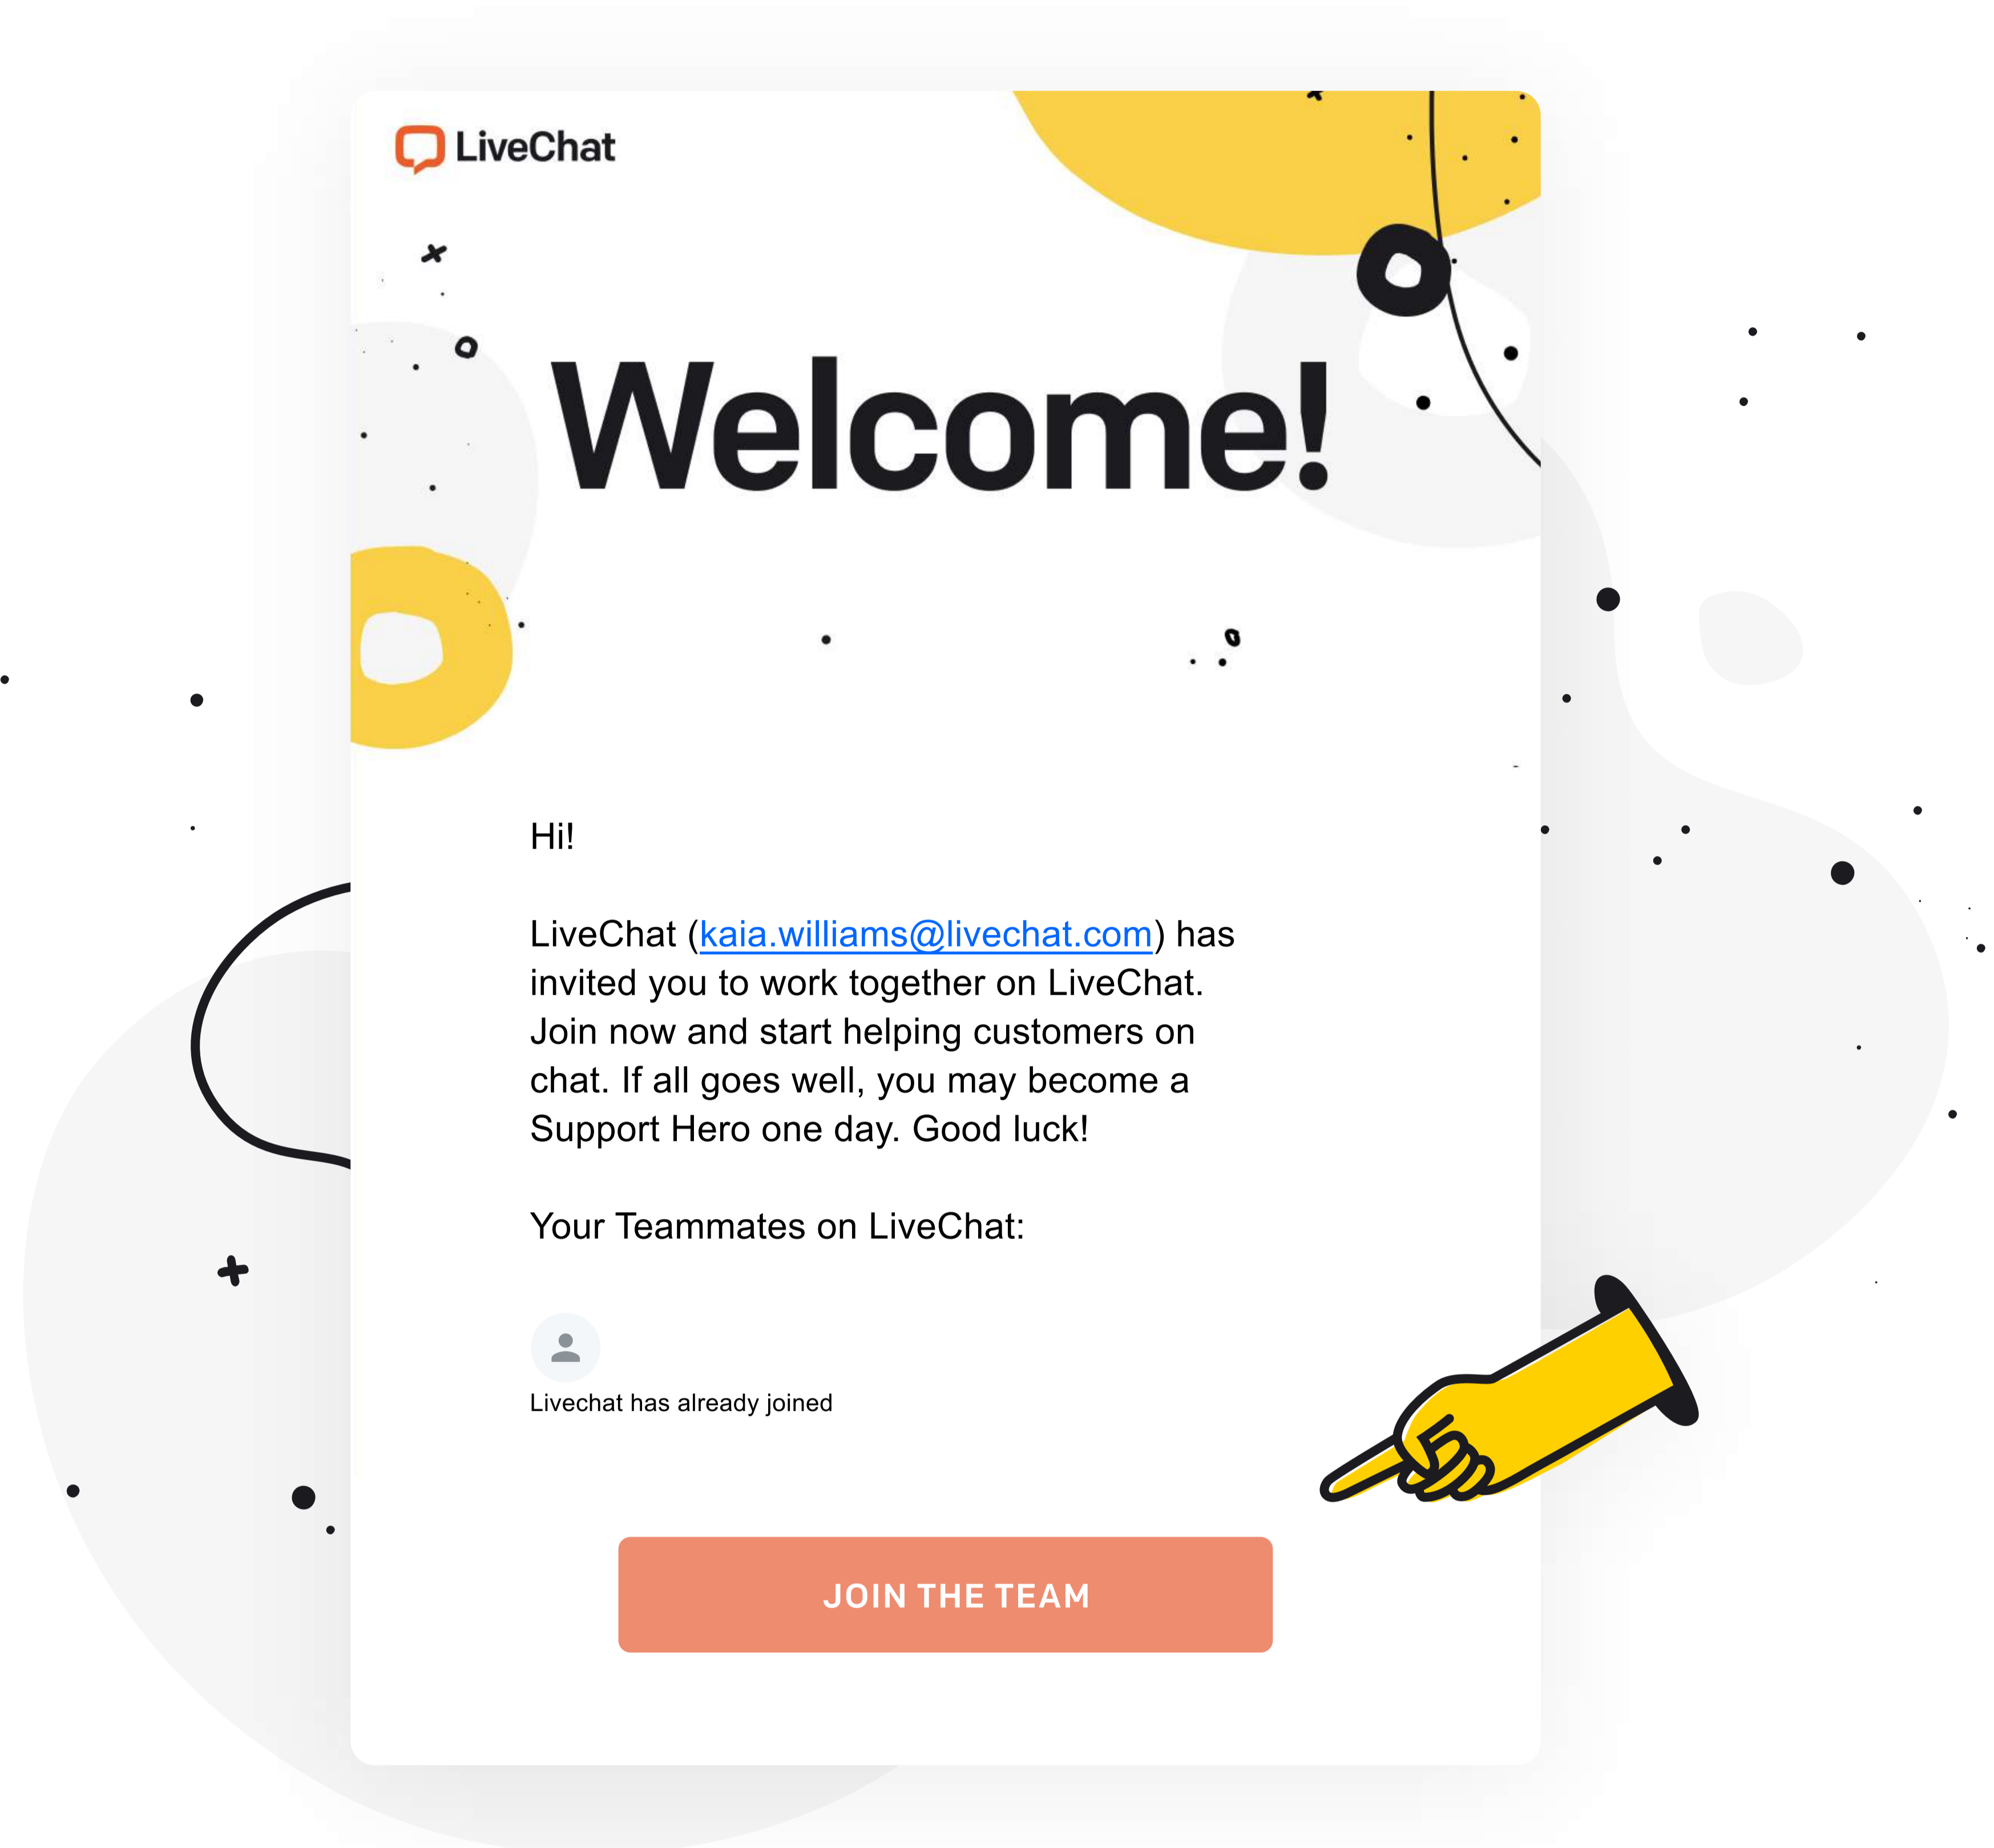 LiveChat
Welcome!
Hi!
LiveChat (kaia.williams@livechat.com) has
invited you to work together on LiveChat.
Join now and start helping customers on
chat. If all goes well, you may become a
Support Hero one day. Good luck!
Your Teammates on LiveChat:
Livechat has already joined
JOIN THE TEAM